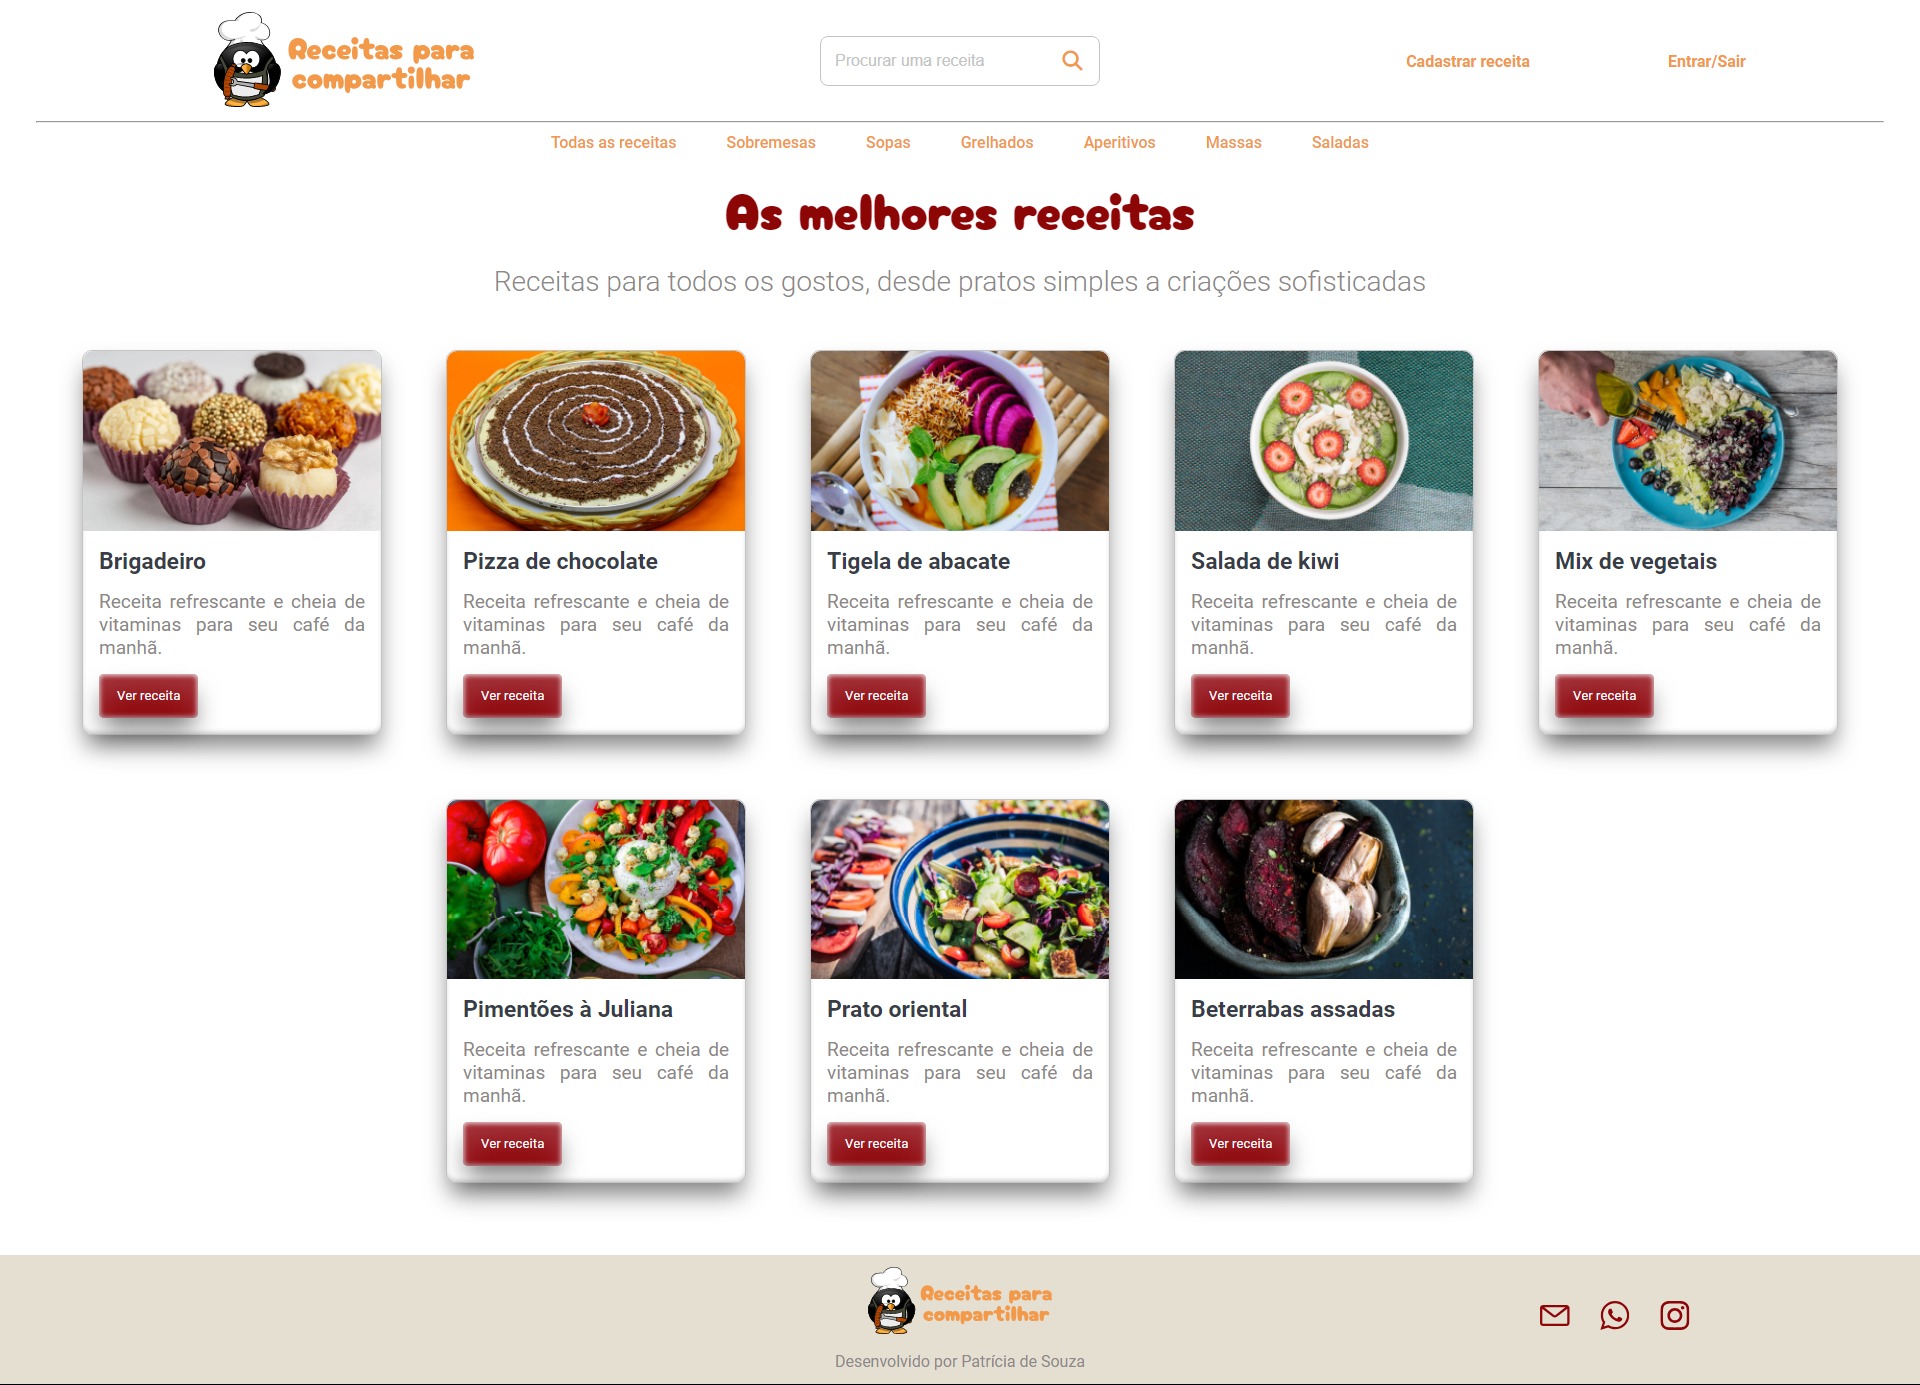 Receitas para
compartilhar
Procurar uma receita
Cadastrar receita
Entrar/Sair
Todas as receitas
Sobremesas
Sopas
Grelhados
Aperitivos
Massas
Saladas
As melhores receitas
Receitas para todos os gostos, desde pratos simples a criações sofisticadas
Brigadeiro
Receita refrescante e cheia de
vitaminas para seu café da
manhã.
Ver receita
Pizza de chocolate
Receita refrescante e cheia de
vitaminas para seu café da
manhã.
Ver receita
Tigela de abacate
Receita refrescante e cheia de
vitaminas para seu café da
manhã.
Ver receita
Salada de kiwi
Receita refrescante e cheia de
vitaminas para seu café da
manhã.
Ver receita
Mix de vegetais
Receita refrescante e cheia de
vitaminas para seu café da
manhã.
Ver receita
Pimentões à Juliana
Receita refrescante e cheia de
vitaminas para seu café da
manhã.
Ver receita
Prato oriental
Receita refrescante e cheia de
vitaminas para seu café da
manhã.
Ver receita
Beterrabas assadas
Receita refrescante e cheia de
vitaminas para seu café da
manhã.
Ver receita
Receitas para
compartilhar
Desenvolvido por Patrícia de Souza